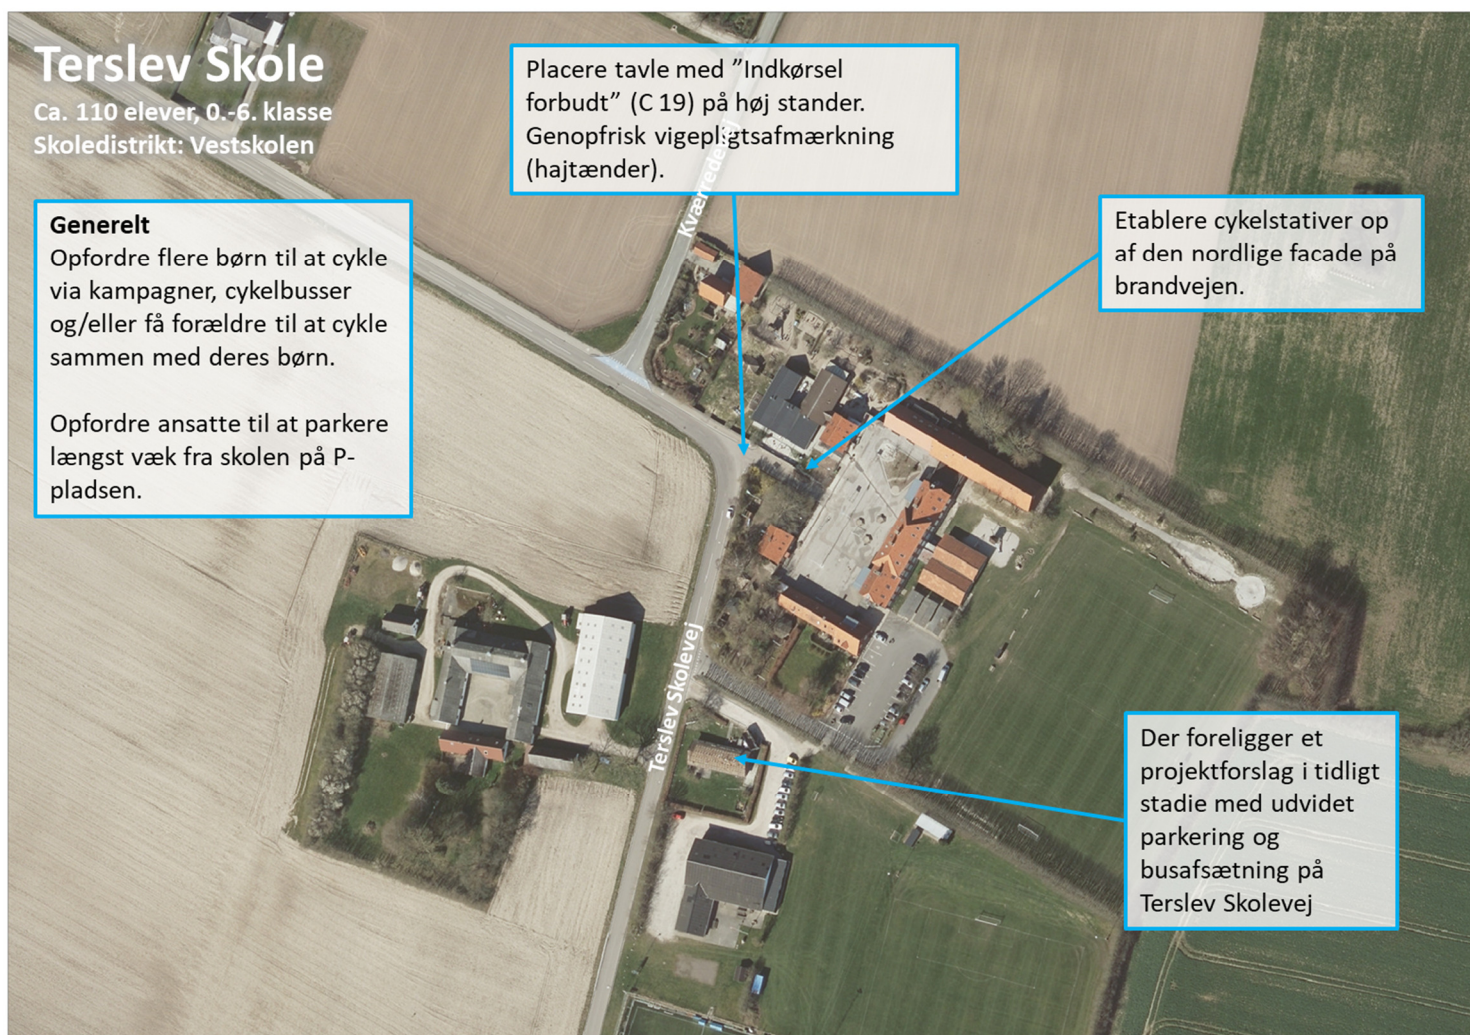 Terslev Skole
Ca. 110 elever, 0.-6. klasse
Skoledistrikt: Vestskolen
Placere tavle med ”Indkørsel
forbudt” (C 19) på høj stander.
Genopfrisk vigepligtsafmærkning
(hajtænder).
Kværredevej
Etablere cykelstativer op
af den nordlige facade på
brandvejen.
Generelt
Opfordre flere børn til at cykle
via kampagner, cykelbusser
og/eller få forældre til at cykle
sammen med deres børn.
Opfordre ansatte til at parkere
længst væk fra skolen på P-
pladsen.
Terslev Skolevej
Der foreligger et
projektforslag i tidligt
stadie med udvidet
parkering og
busafsætning på
Terslev Skolevej